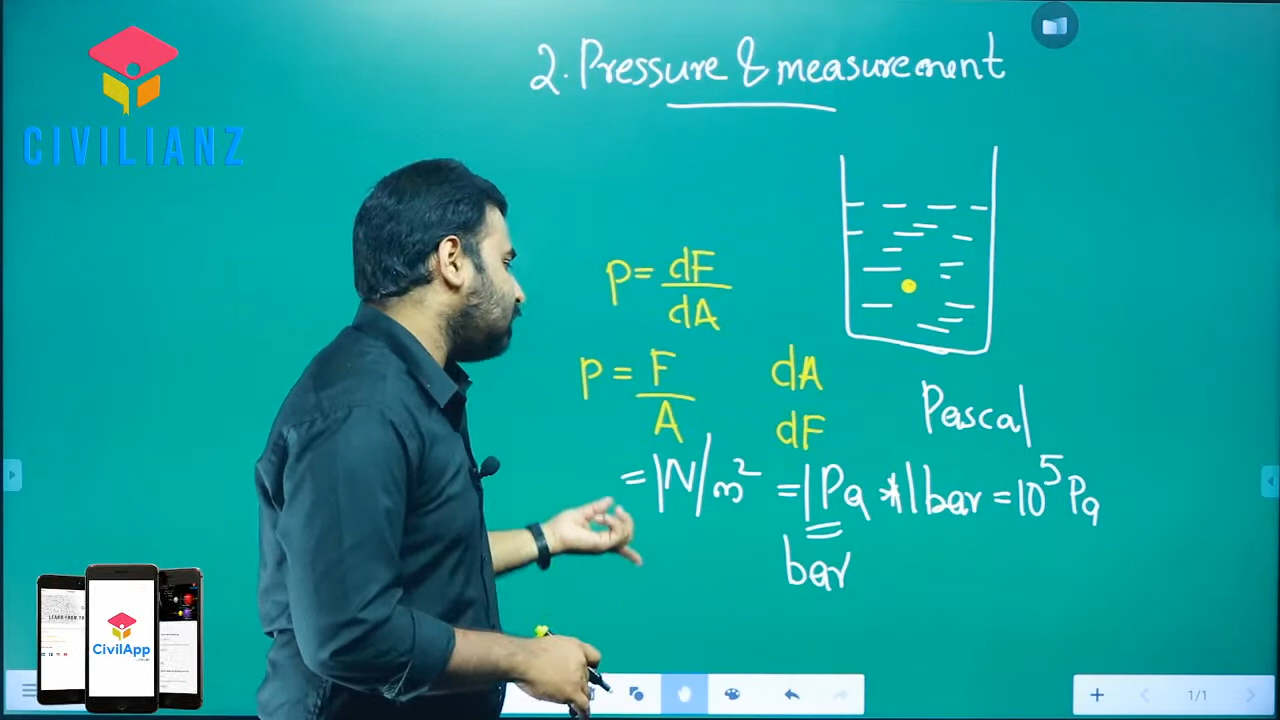 2. Pressure & measurement
CIVILIANZ
P = dF
dA
P = F
A
dA
dF
Pascal
= 1N/m² = 1Pa * 1bar = 10⁵ Pa
bar
CivilApp
1/1